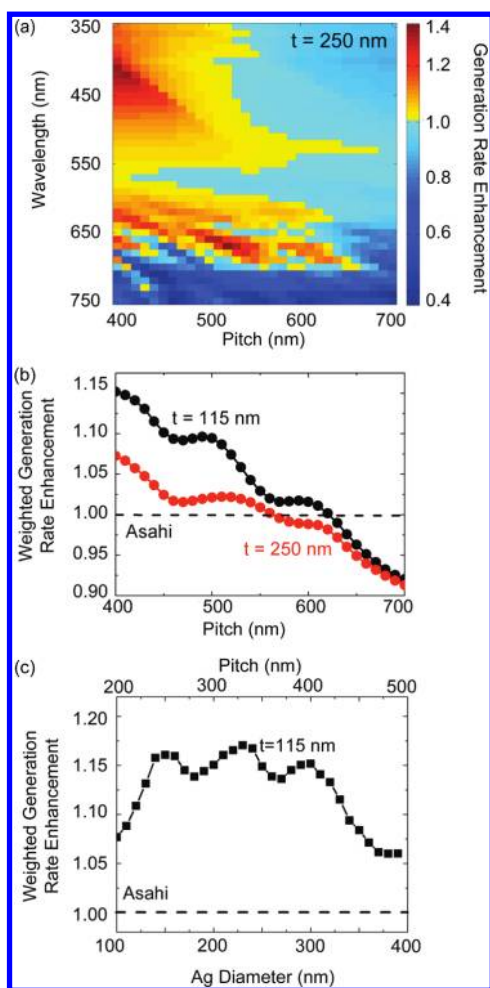 (a)
t = 250 nm
350
450
550
650
750
Wavelength (nm)
400 500 600 700
Pitch (nm)
1.4
1.2
1.0
0.8
0.6
0.4
Generation Rate Enhancement
(b)
1.15
1.10
1.05
1.00
0.95
0.90
Weighted Generation
Rate Enhancement
t = 115 nm
Asahi
t = 250 nm
400 500 600 700
Pitch (nm)
(c)
Pitch (nm)
200 300 400 500
1.20
1.15
1.10
1.05
1.00
Weighted Generation
Rate Enhancement
t=115 nm
Asahi
100 200 300 400
Ag Diameter (nm)